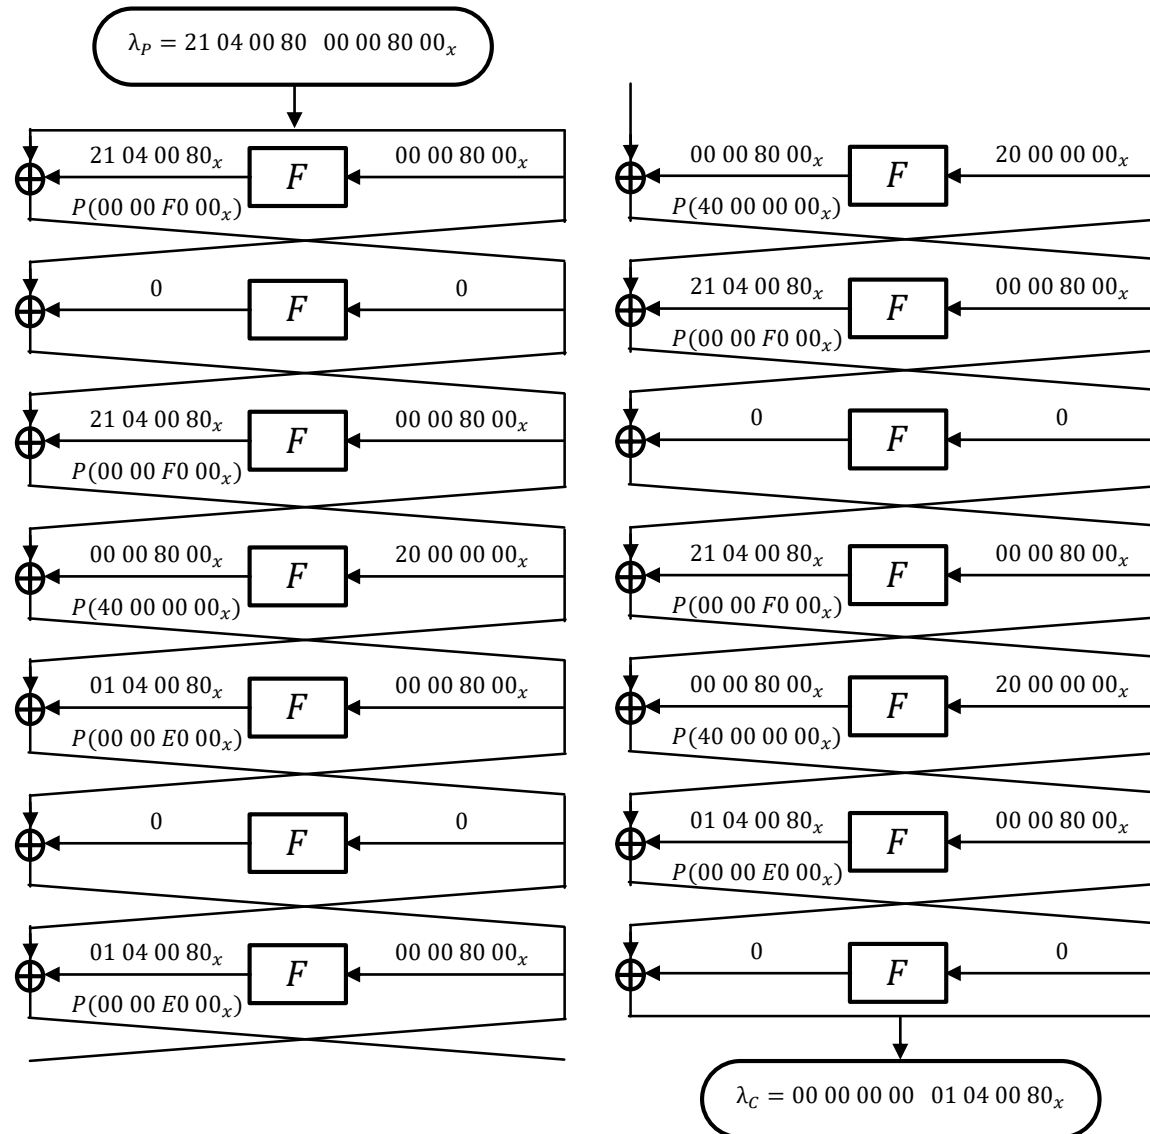 λ_P = 21 04 00 80 00 00 80 00_x
21 04 00 80_x F 00 00 80 00_x
P(00 00 F0 00_x)
0 F 0
21 04 00 80_x F 00 00 80 00_x
P(00 00 F0 00_x)
00 00 80 00_x F 20 00 00 00_x
P(40 00 00 00_x)
01 04 00 80_x F 00 00 80 00_x
P(00 00 E0 00_x)
0 F 0
01 04 00 80_x F 00 00 80 00_x
P(00 00 E0 00_x)
00 00 80 00_x F 20 00 00 00_x
P(40 00 00 00_x)
21 04 00 80_x F 00 00 80 00_x
P(00 00 F0 00_x)
0 F 0
21 04 00 80_x F 00 00 80 00_x
P(00 00 F0 00_x)
00 00 80 00_x F 20 00 00 00_x
P(40 00 00 00_x)
01 04 00 80_x F 00 00 80 00_x
P(00 00 E0 00_x)
0 F 0
λ_C = 00 00 00 00 01 04 00 80_x